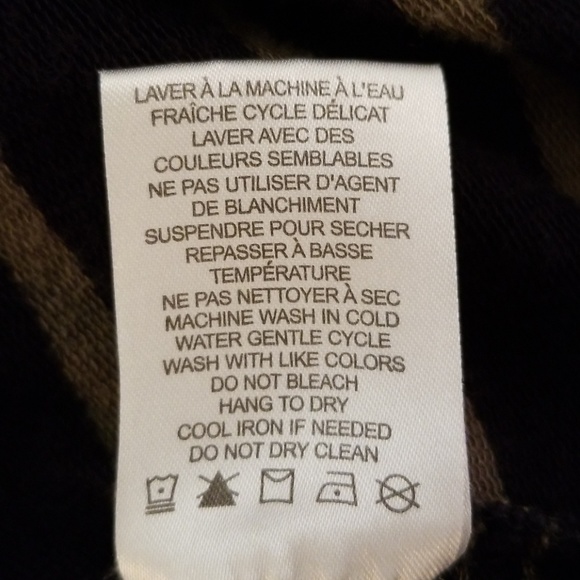 LAVER À LA MACHINE À L'EAU
FRAÎCHE CYCLE DÉLICAT
LAVER AVEC DES
COULEURS SEMBLABLES
NE PAS UTILISER D'AGENT
DE BLANCHIMENT
SUSPENDRE POUR SECHER
REPASSER À BASSE
TEMPÉRATURE
NE PAS NETTOYER À SEC
MACHINE WASH IN COLD
WATER GENTLE CYCLE
WASH WITH LIKE COLORS
DO NOT BLEACH
HANG TO DRY
COOL IRON IF NEEDED
DO NOT DRY CLEAN